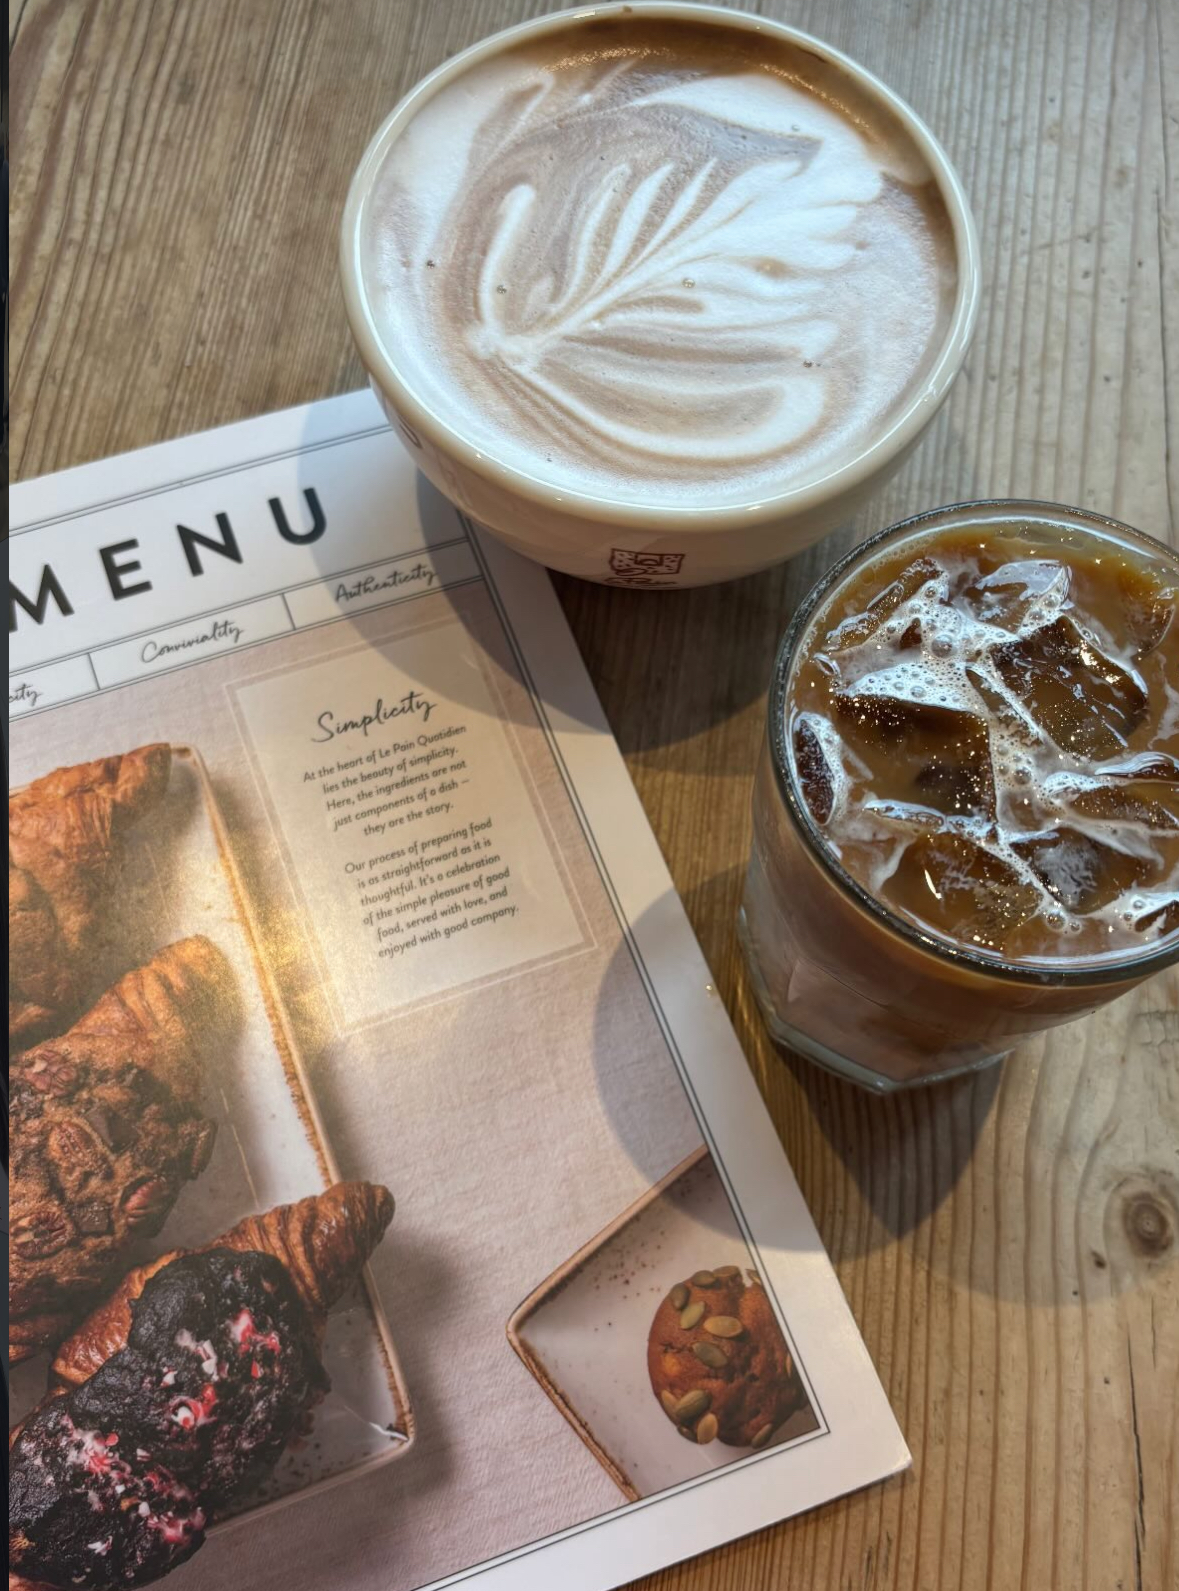 MENU
Conviviality
Authenticity
Simplicity
At the heart of Le Pain Quotidien
lies the beauty of simplicity.
Here, the ingredients are not
just components of a dish –
they are the story.
Our process of preparing food
is as straightforward as it is
thoughtful. It's a celebration
of the simple pleasure of good
food, served with love, and
enjoyed with good company.